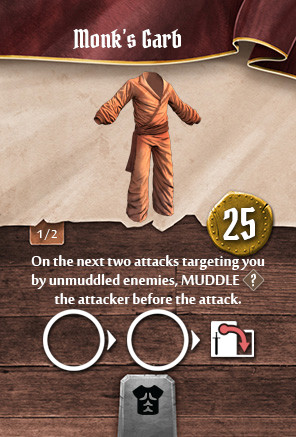 Monk's Garb
1/2
25
On the next two attacks targeting you
by unmuddled enemies, MUDDLE ?
the attacker before the attack.